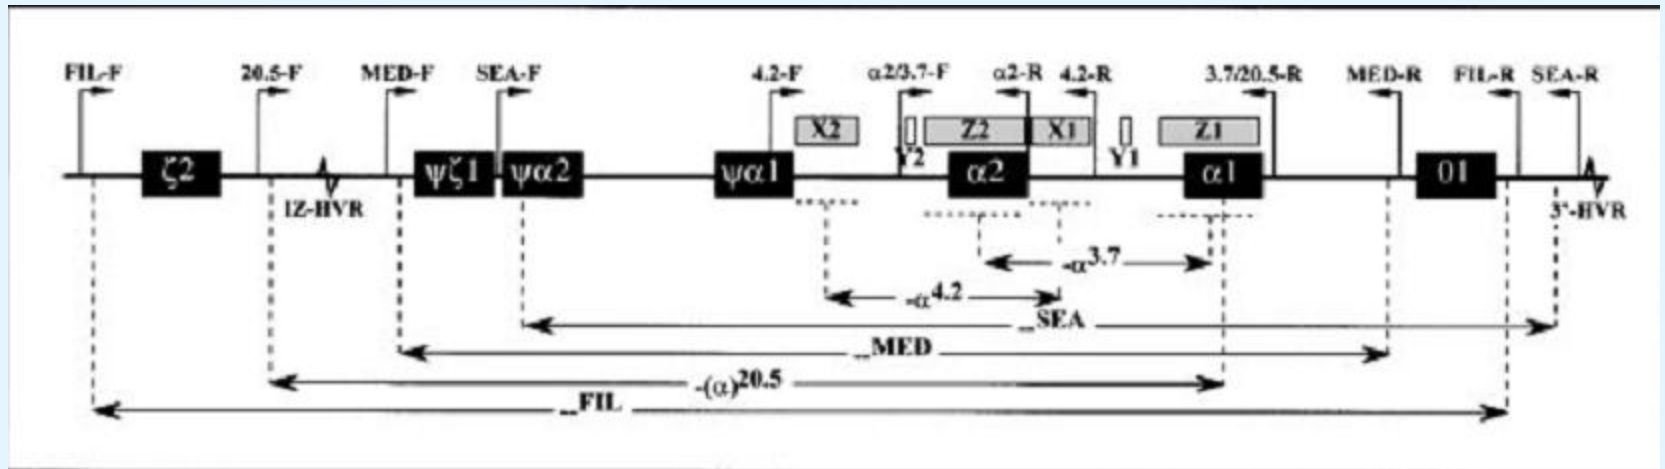 FIL-F 20.5-F MED-F SEA-F 4.2-F α2/3.7-F α2-R 4.2-R 3.7/20.5-R MED-R FIL-R SEA-R
X2 Z2 X1 Z1
Y2 Y1
ζ2 ψζ1 ψα2 ψα1 α2 α1 θ1
IZ-HVR 3'-HVR
-α3.7
-α4.2
--SEA
--MED
-(α)20.5
--FIL